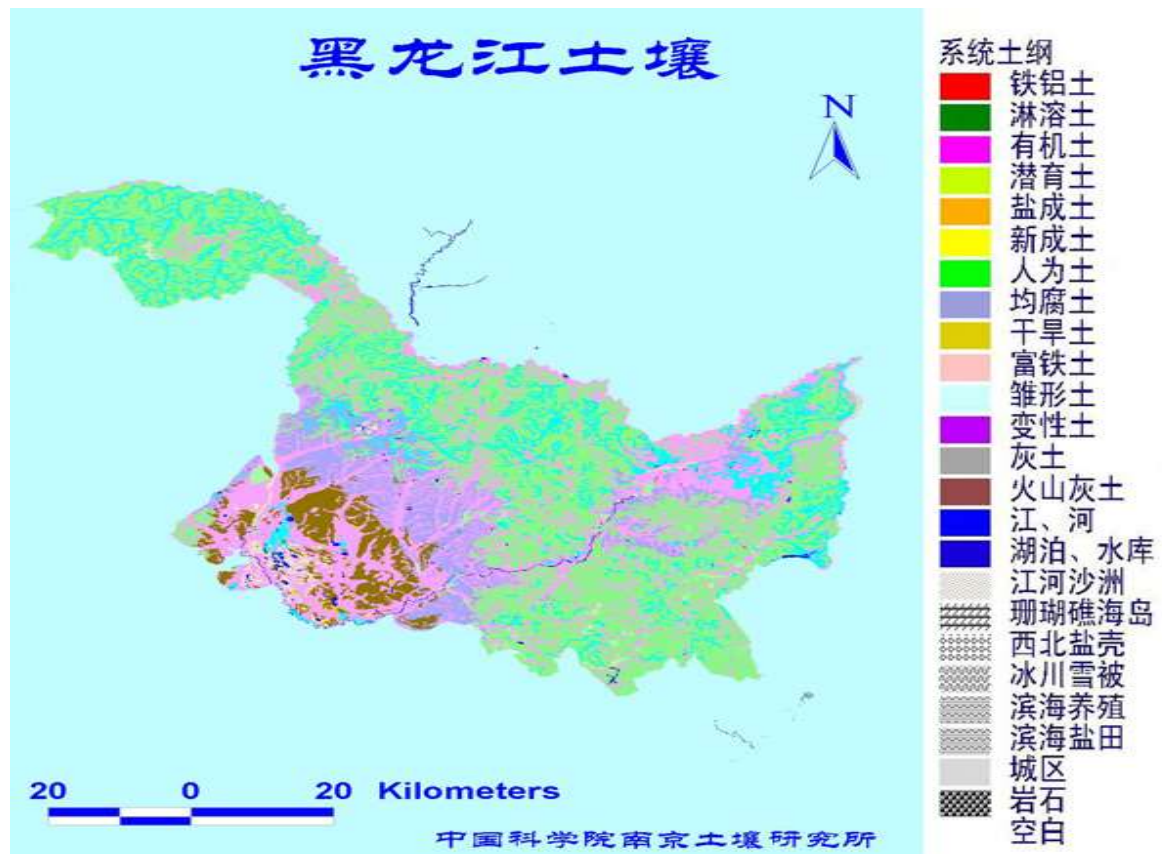 黑龙江土壤
N
20 0 20 Kilometers
中国科学院南京土壤研究所
系统土纲
铁铝土
淋溶土
有机土
潜育土
盐成土
新成土
人为土
均腐土
干旱土
富铁土
雏形土
变性土
灰土
火山灰土
江、河
湖泊、水库
江河沙洲
珊瑚礁海岛
西北盐壳
冰川雪被
滨海养殖
滨海盐田
城区
岩石
空白